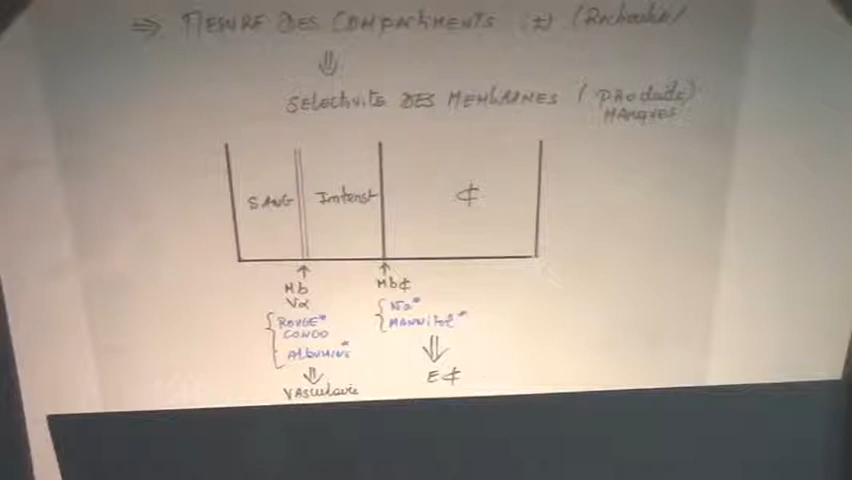 ⇒ MESURE DES COMPARTIMENTS (±) (Recherche)
⇓
SELECTIVITE DES MEMBRANES (PRODUITS)
MARQUES
SANG Interst ¢
↑ ↑
Mb Mb¢
Vx
Na*
ROUGE* MANNITOL*
CONGO
ALBUMINE*
⇓ ⇓
E¢
VASCULAIRE